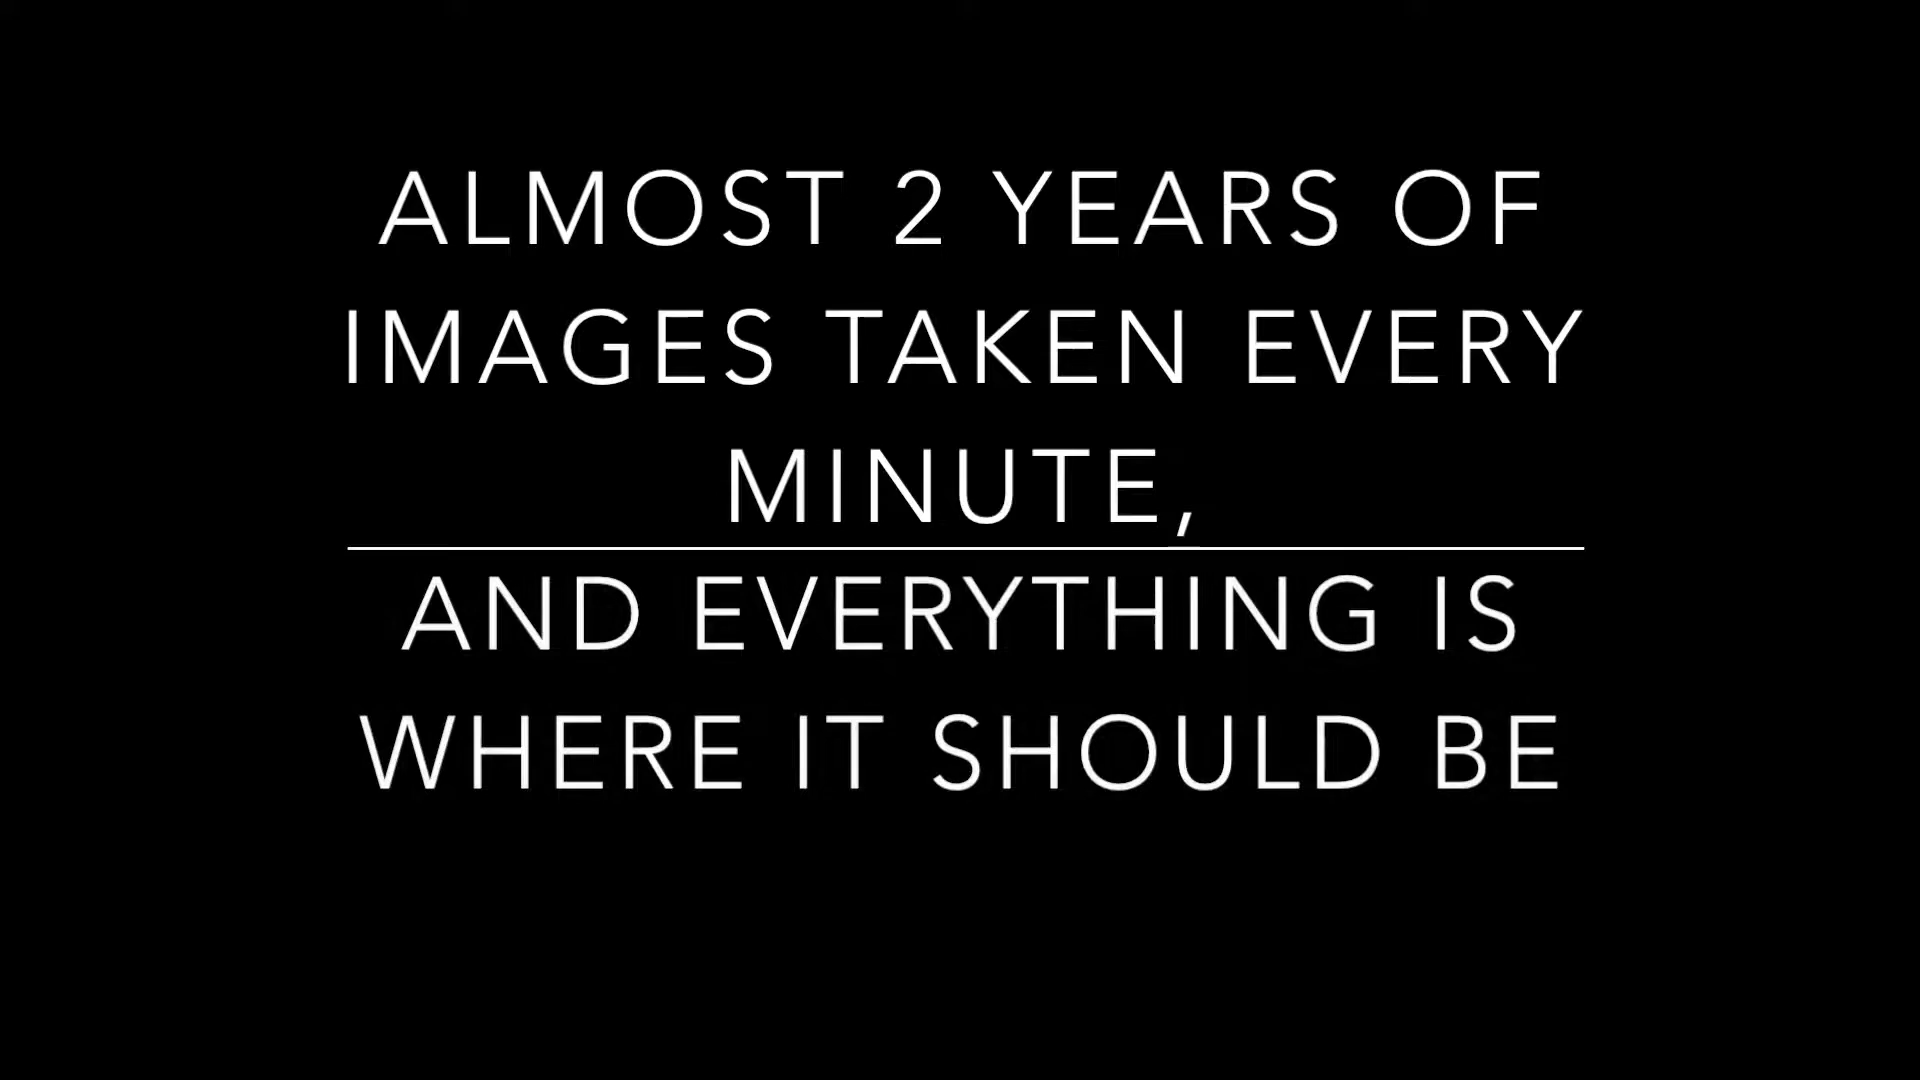 ALMOST 2 YEARS OF
IMAGES TAKEN EVERY
MINUTE,
AND EVERYTHING IS
WHERE IT SHOULD BE